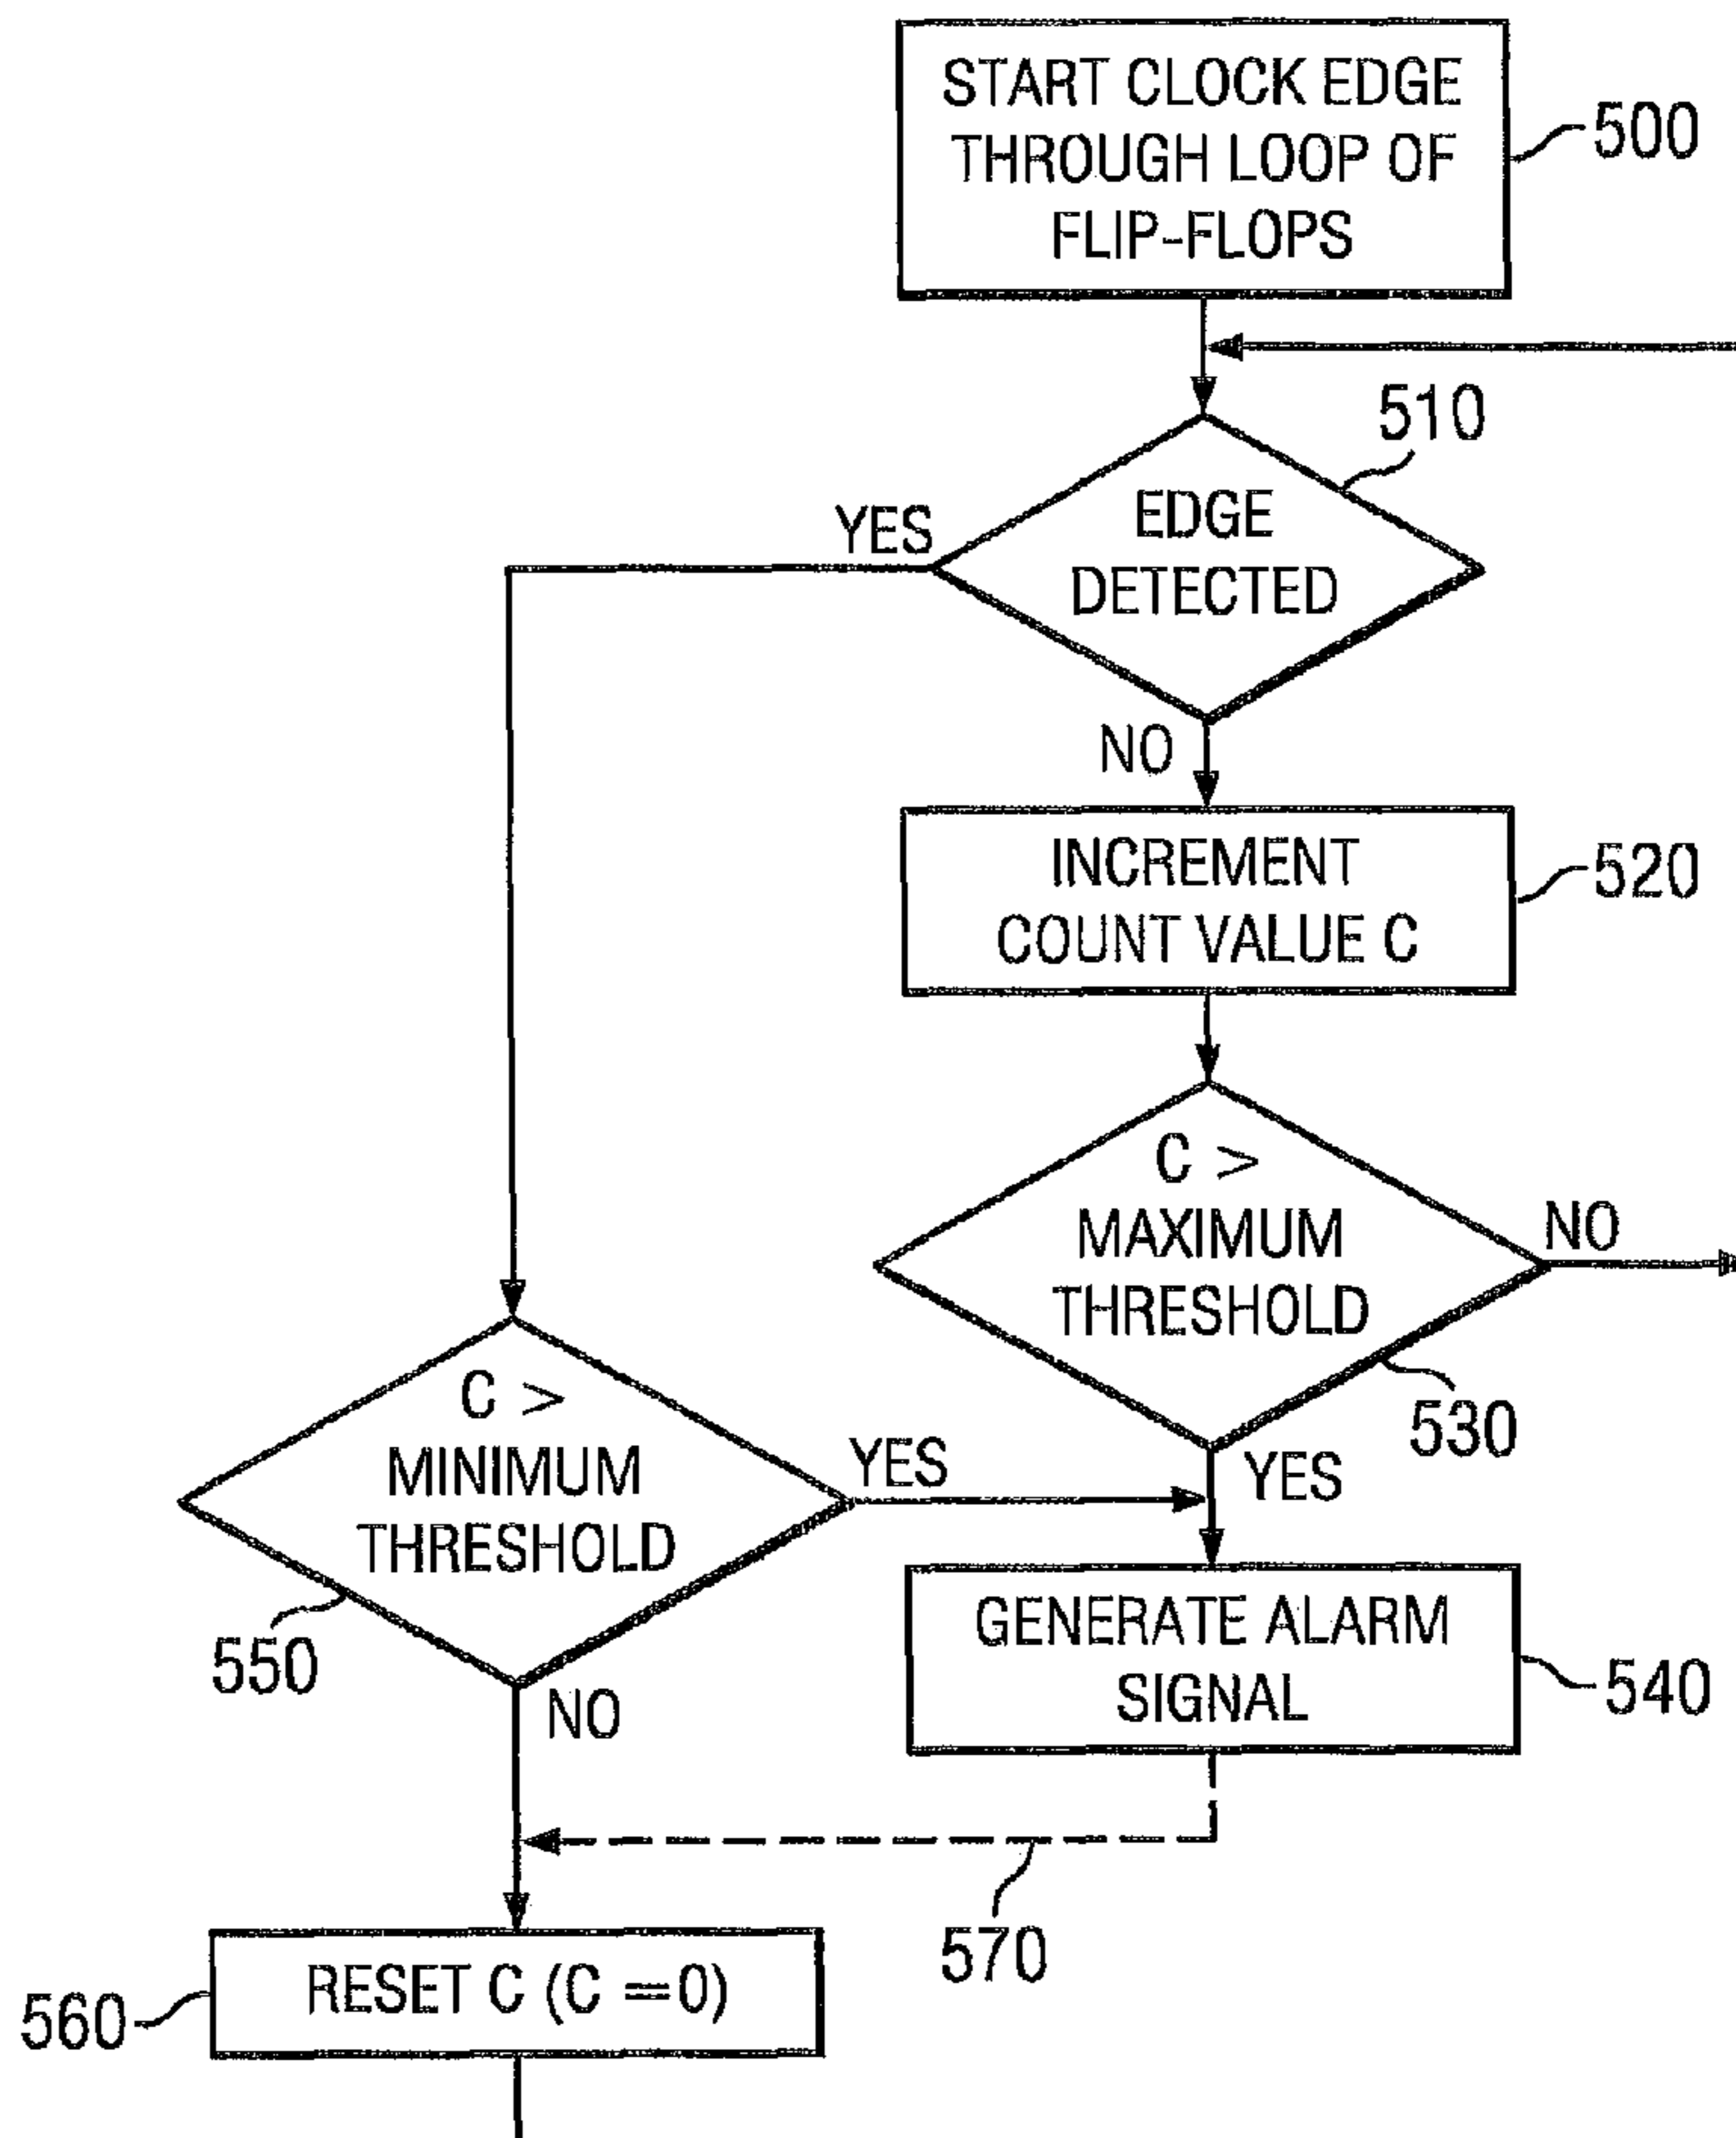 START CLOCK EDGE
THROUGH LOOP OF
FLIP-FLOPS
500
510
EDGE
DETECTED
YES
NO
INCREMENT
COUNT VALUE C
520
C >
MAXIMUM
THRESHOLD
NO
530
YES
C >
MINIMUM
THRESHOLD
YES
550
NO
GENERATE ALARM
SIGNAL
540
570
RESET C (C =0)
560